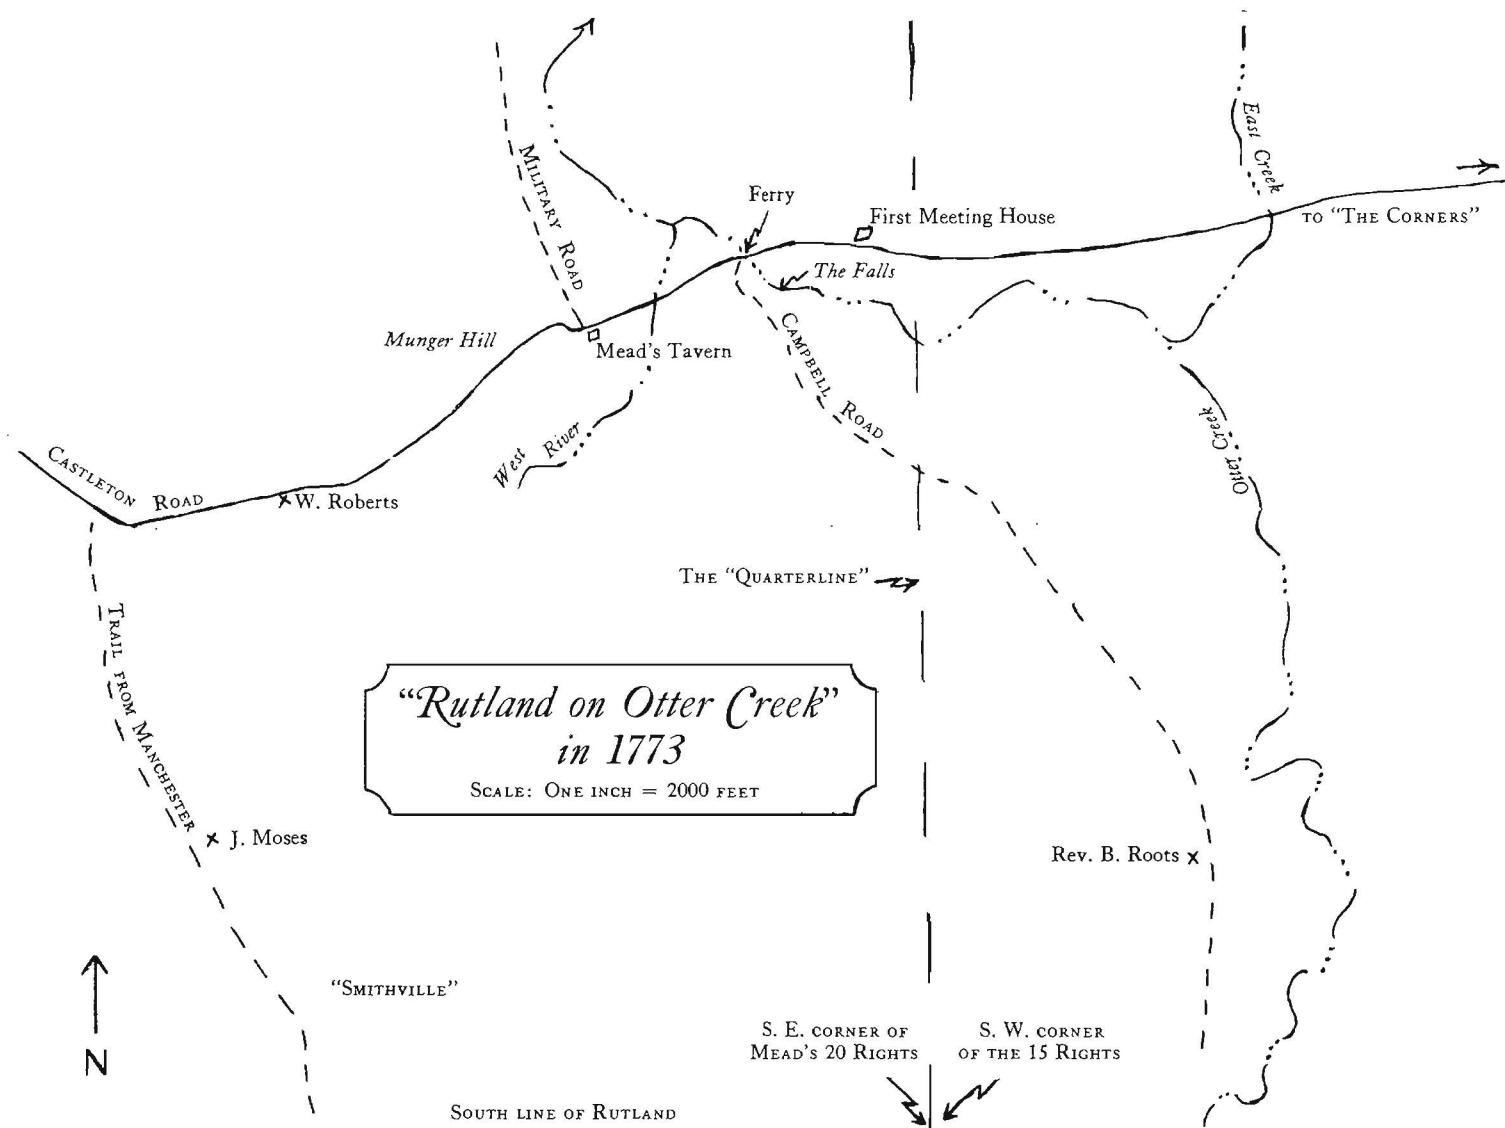 East Creek
Military Road
Ferry
First Meeting House
to "The Corners"
The Falls
Munger Hill
Mead's Tavern
Campbell Road
Otter Creek
West River
Castleton Road
W. Roberts
The "Quarterline"
Trail from Manchester
"Rutland on Otter Creek"
in 1773
Scale: One inch = 2000 feet
J. Moses
Rev. B. Roots
"Smithville"
S. E. corner of
Mead's 20 Rights
S. W. corner
of the 15 Rights
N
South line of Rutland